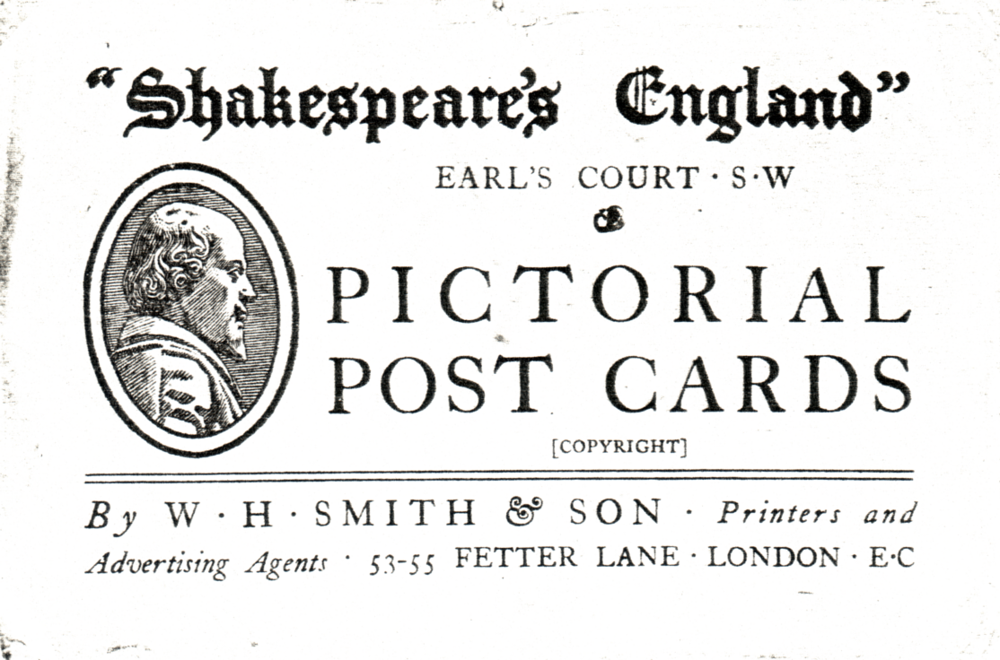 “Shakespeare's England”
EARL'S COURT · S·W
PICTORIAL
POST CARDS
[COPYRIGHT]
By W · H · SMITH & SON · Printers and
Advertising Agents · 53-55 FETTER LANE · LONDON · E·C